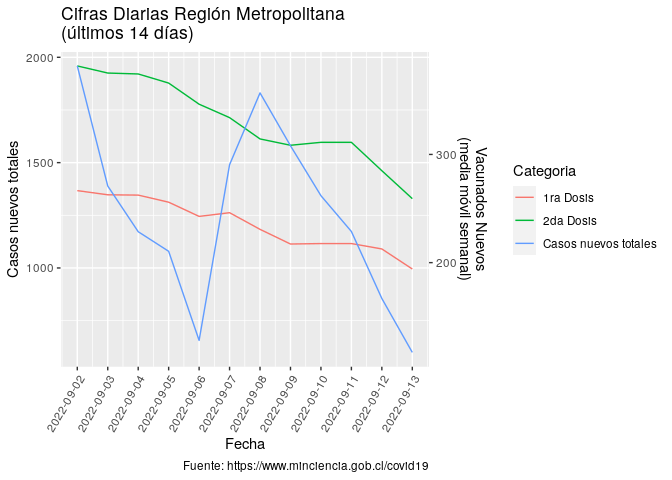 Cifras Diarias Región Metropolitana
(últimos 14 días)
2000
1500
1000
Casos nuevos totales
300
200
Vacunados Nuevos
(media móvil semanal)
2022-09-02
2022-09-03
2022-09-04
2022-09-05
2022-09-06
2022-09-07
2022-09-08
2022-09-09
2022-09-10
2022-09-11
2022-09-12
2022-09-13
Fecha
Categoria
1ra Dosis
2da Dosis
Casos nuevos totales
Fuente: https://www.minciencia.gob.cl/covid19